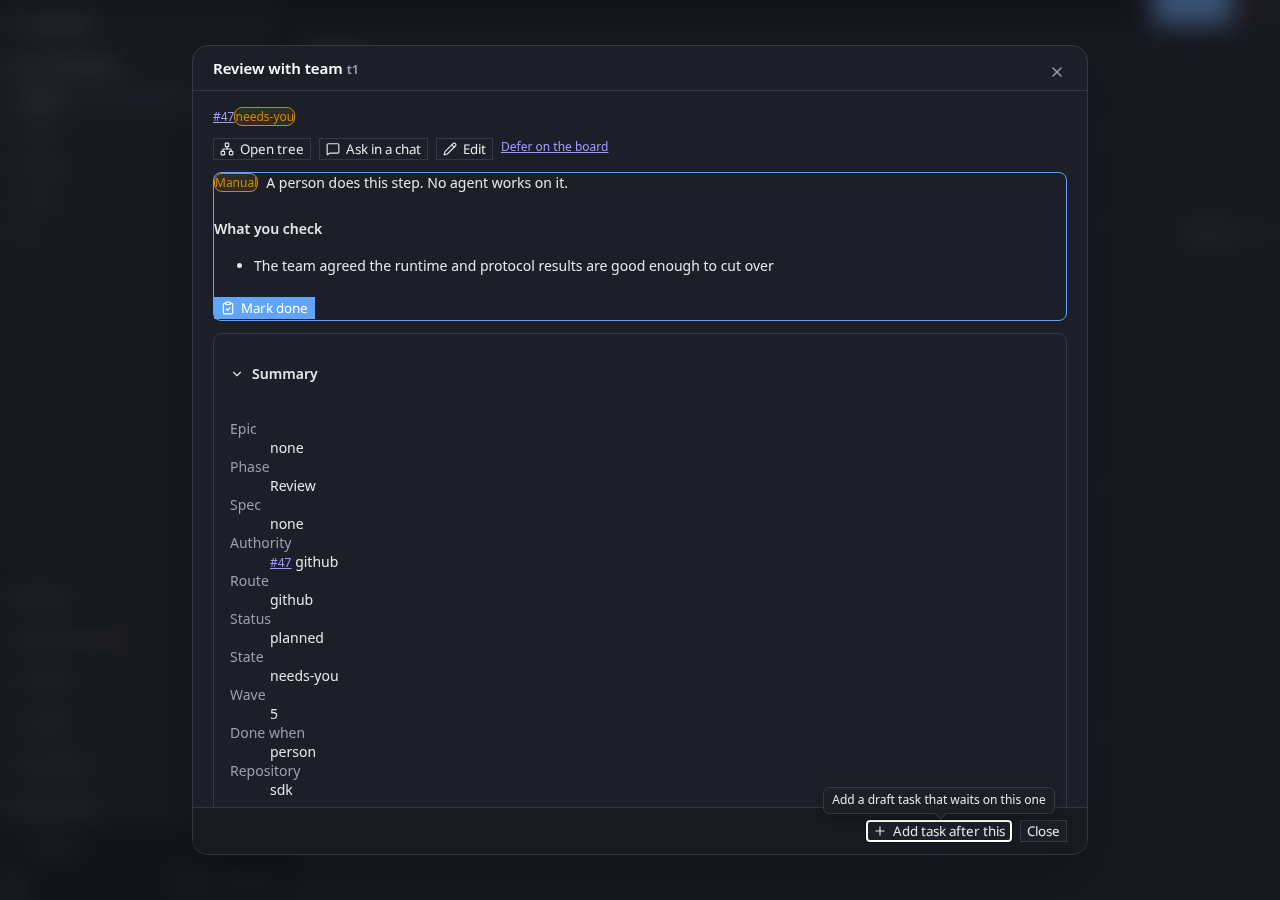 Review with team t1
#47 needs-you
Open tree Ask in a chat Edit Defer on the board
Manual A person does this step. No agent works on it.
What you check
• The team agreed the runtime and protocol results are good enough to cut over
Mark done
Summary
Epic
none
Phase
Review
Spec
none
Authority
#47 github
Route
github
Status
planned
State
needs-you
Wave
5
Done when
person
Repository
sdk
Add a draft task that waits on this one
Add task after this Close